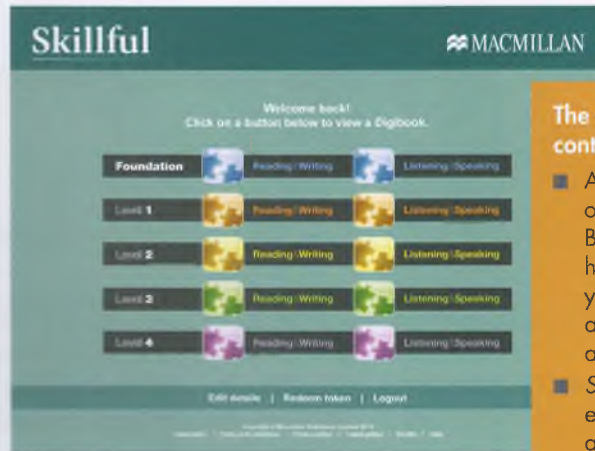 Skillful
MACMILLAN
Welcome back!
Click on a button below to view a Digibook.
Foundation Reading & Writing Listening & Speaking
Level 1 Reading & Writing Listening & Speaking
Level 2 Reading & Writing Listening & Speaking
Level 3 Reading & Writing Listening & Speaking
Level 4 Reading & Writing Listening & Speaking
Edit details | Redeem token | Logout
The
cont
A
o
B
h
y
a
a
S
e
a